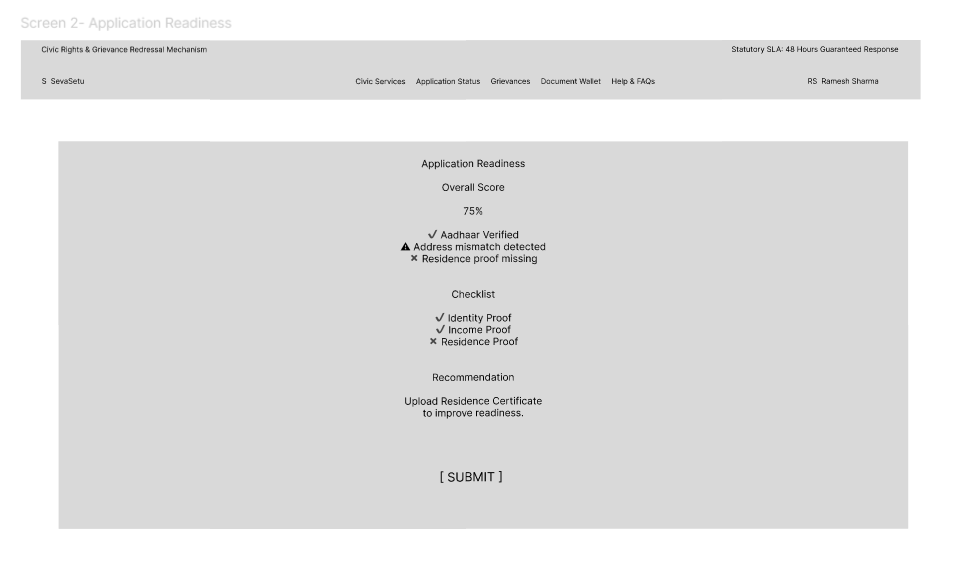 Screen 2- Application Readiness
Civic Rights & Grievance Redressal Mechanism
Statutory SLA: 48 Hours Guaranteed Response
S SevaSetu
Civic Services Application Status Grievances Document Wallet Help & FAQs
RS Ramesh Sharma
Application Readiness
Overall Score
75%
✓ Aadhaar Verified
⚠ Address mismatch detected
✖ Residence proof missing
Checklist
✓ Identity Proof
✓ Income Proof
✖ Residence Proof
Recommendation
Upload Residence Certificate
to improve readiness.
[ SUBMIT ]